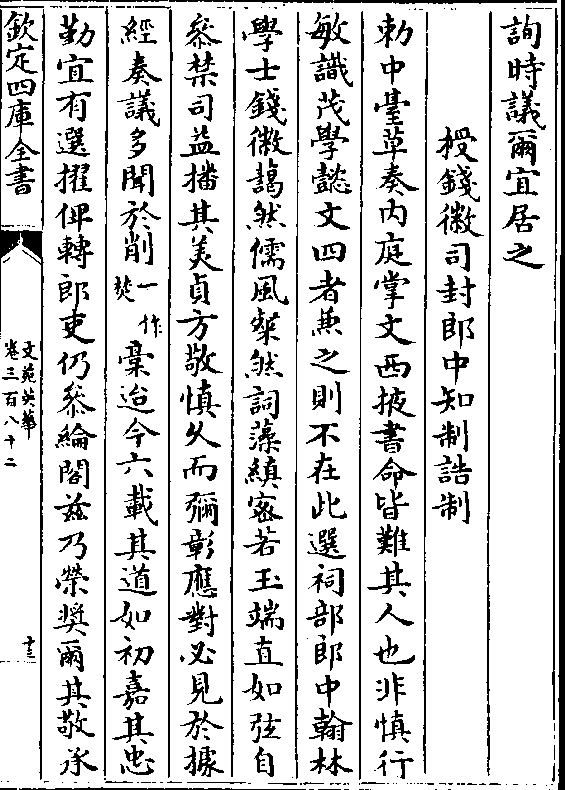 詢時議爾宜居之
授錢徽司封郎中知制誥制
勅中臺草奏内庭掌文西掖書命皆難其人也非慎行
敏識茂學懿文四者兼之則不在此選祠部郎中翰林
學士錢徽藹然儒風粲然詞藻縝密若玉端直如弦自
叅禁司益播其美貞方敬慎久而彌彰應對必見於據
經奏議多聞於削一作焚槀迨今六載其道如初嘉其忠
勤宜有選擢俾轉郎吏仍叅綸閣兹乃榮奬爾其敬承
欽定四庫全書
文苑英華
卷三百八十二
十三